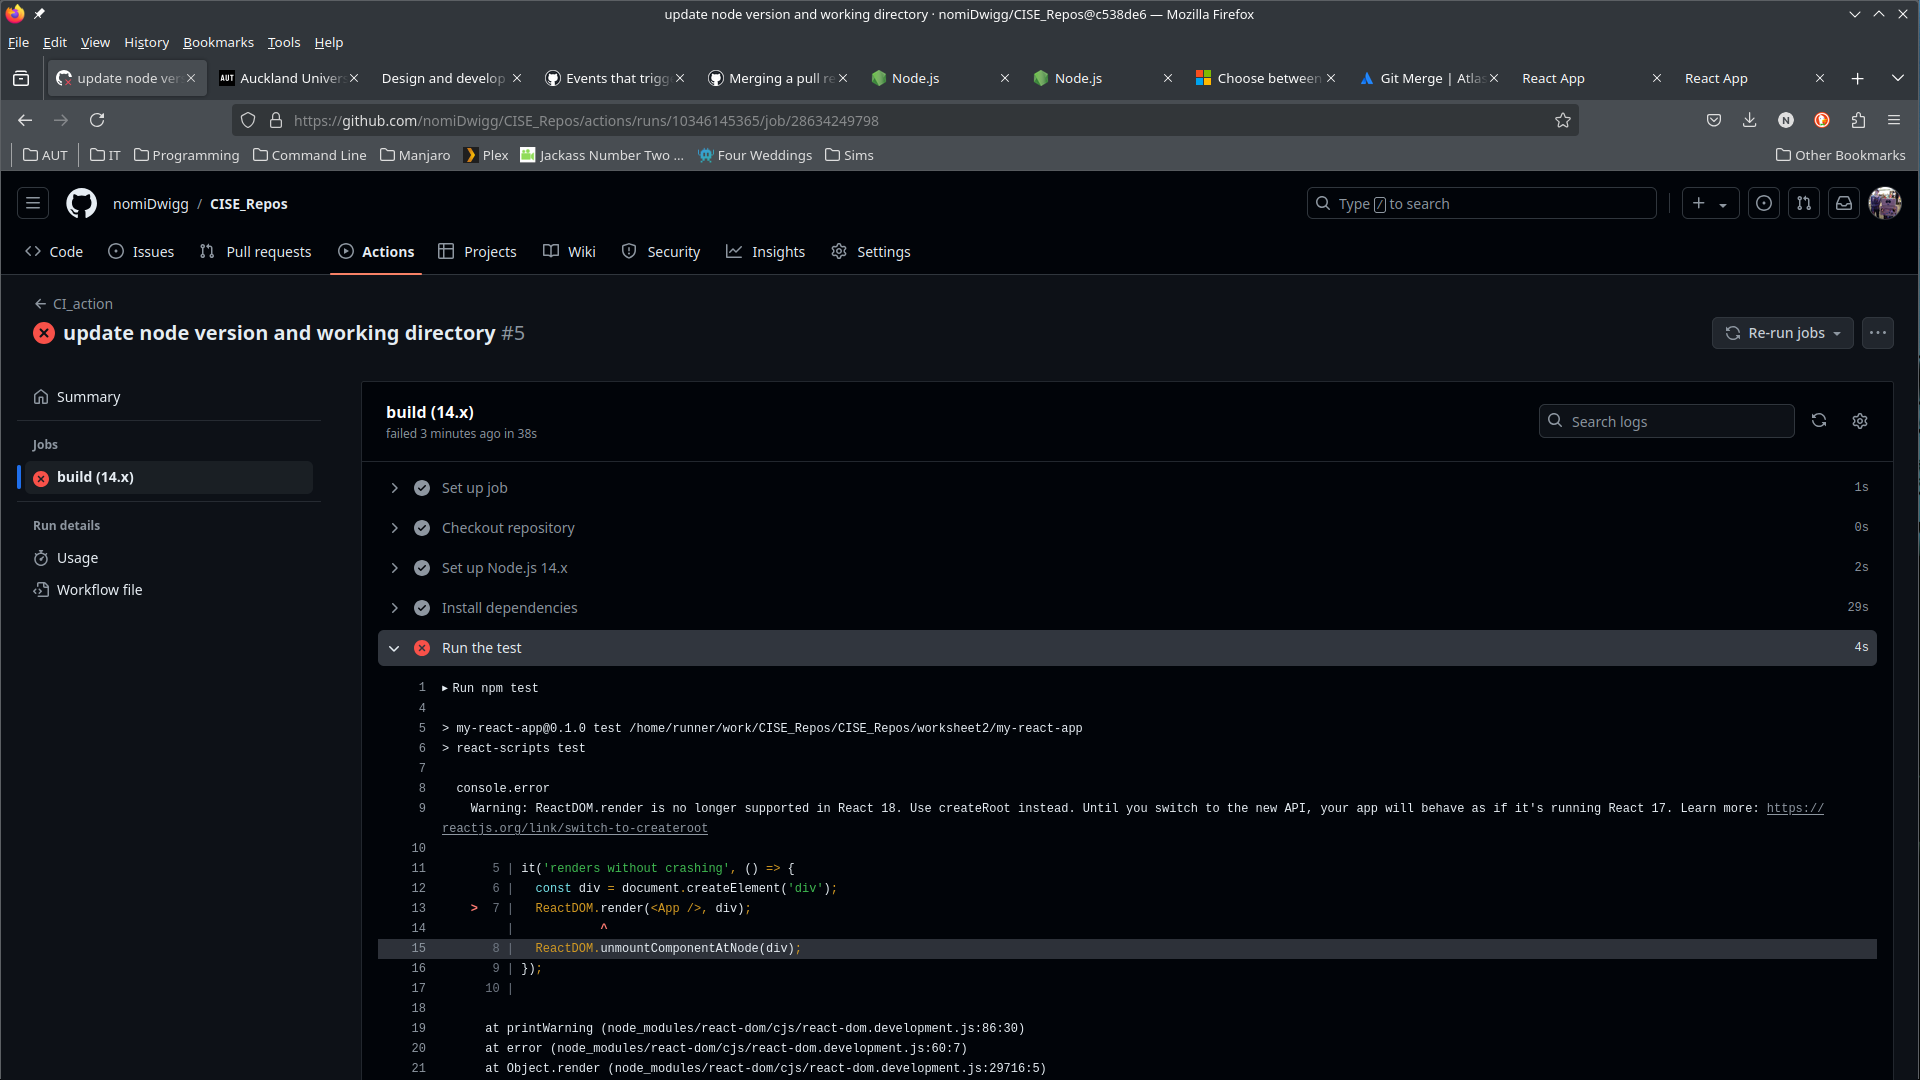 update node version and working directory · nomiDwigg/CISE_Repos@c538de6 — Mozilla Firefox
File Edit View History Bookmarks Tools Help
update node ver
AUT Auckland Univers
Design and develop
Events that trigg
Merging a pull re
Node.js
Node.js
Choose between
Git Merge | Atlas
React App
React App
https://github.com/nomiDwigg/CISE_Repos/actions/runs/10346145365/job/28634249798
N
AUT IT Programming Command Line Manjaro Plex Jackass Number Two ... Four Weddings Sims Other Bookmarks
nomiDwigg / CISE_Repos
Type / to search
Code Issues Pull requests Actions Projects Wiki Insights Security Settings
← CI_action
update node version and working directory #5
Re-run jobs
Summary
Jobs
build (14.x)
Run details
Usage
Workflow file
build (14.x)
failed 3 minutes ago in 38s
Search logs
Set up job 1s
Checkout repository 0s
Set up Node.js 14.x 2s
Install dependencies 29s
Run the test 4s
1 ▸ Run npm test
4
5 > my-react-app@0.1.0 test /home/runner/work/CISE_Repos/CISE_Repos/worksheet2/my-react-app
6 > react-scripts test
7
8 console.error
9 Warning: ReactDOM.render is no longer supported in React 18. Use createRoot instead. Until you switch to the new API, your app will behave as if it's running React 17. Learn more: https://
reactjs.org/link/switch-to-createroot
10
11 5 | it('renders without crashing', () => {
12 6 | const div = document.createElement('div');
13 > 7 | ReactDOM.render(<App />, div);
14 | ^
15 8 | ReactDOM.unmountComponentAtNode(div);
16 9 | });
17 10 |
18
19 at printWarning (node_modules/react-dom/cjs/react-dom.development.js:86:30)
20 at error (node_modules/react-dom/cjs/react-dom.development.js:60:7)
21 at Object.render (node_modules/react-dom/cjs/react-dom.development.js:29716:5)